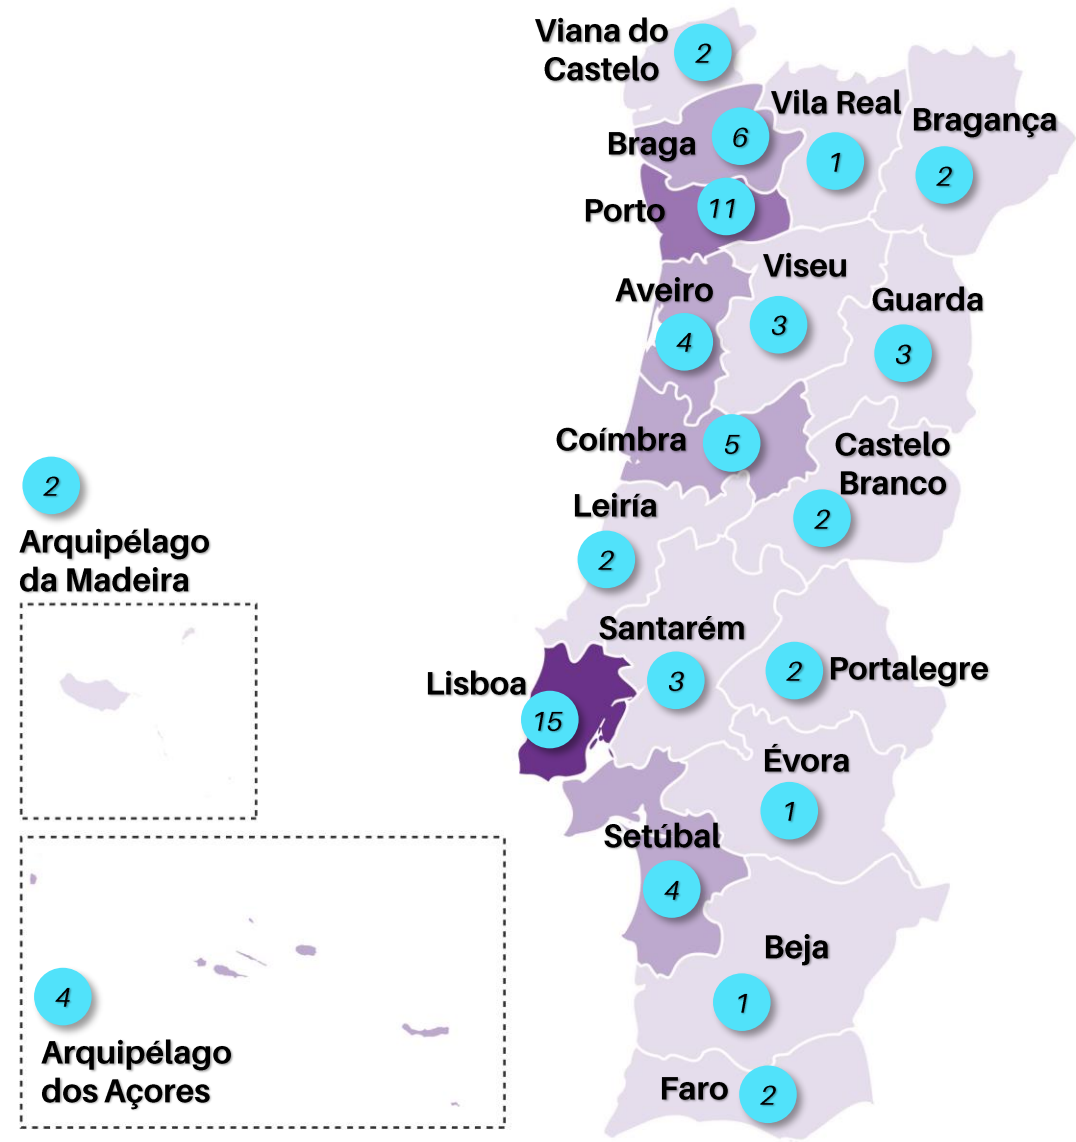 Viana do
Castelo
2
Vila Real
1
Bragança
2
Braga
6
Porto
11
Viseu
3
Aveiro
4
Guarda
3
Coímbra
5
Castelo
Branco
2
Leiría
2
2
Arquipélago
da Madeira
Santarém
3
2
Portalegre
Lisboa
15
Évora
1
Setúbal
4
Beja
1
4
Arquipélago
dos Açores
Faro
2